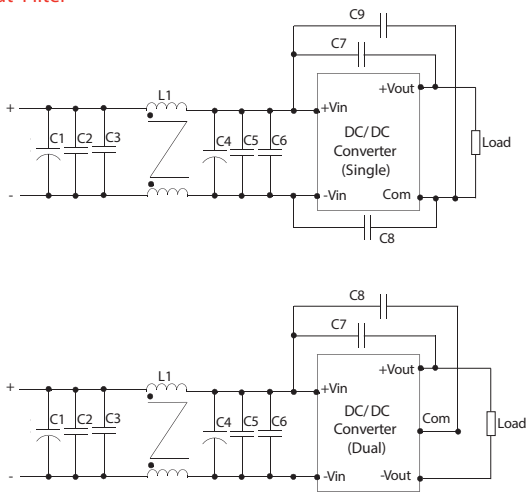 C9
C7
L1
+Vout
+
+Vin
C1 C2 C3
C4 C5 C6
DC/DC
Converter
(Single)
Load
-
-Vin
Com
C8
C8
C7
L1
+Vout
+
+Vin
C1 C2 C3
C4 C5 C6
DC/DC
Converter
(Dual)
Com
Load
-
-Vin
-Vout